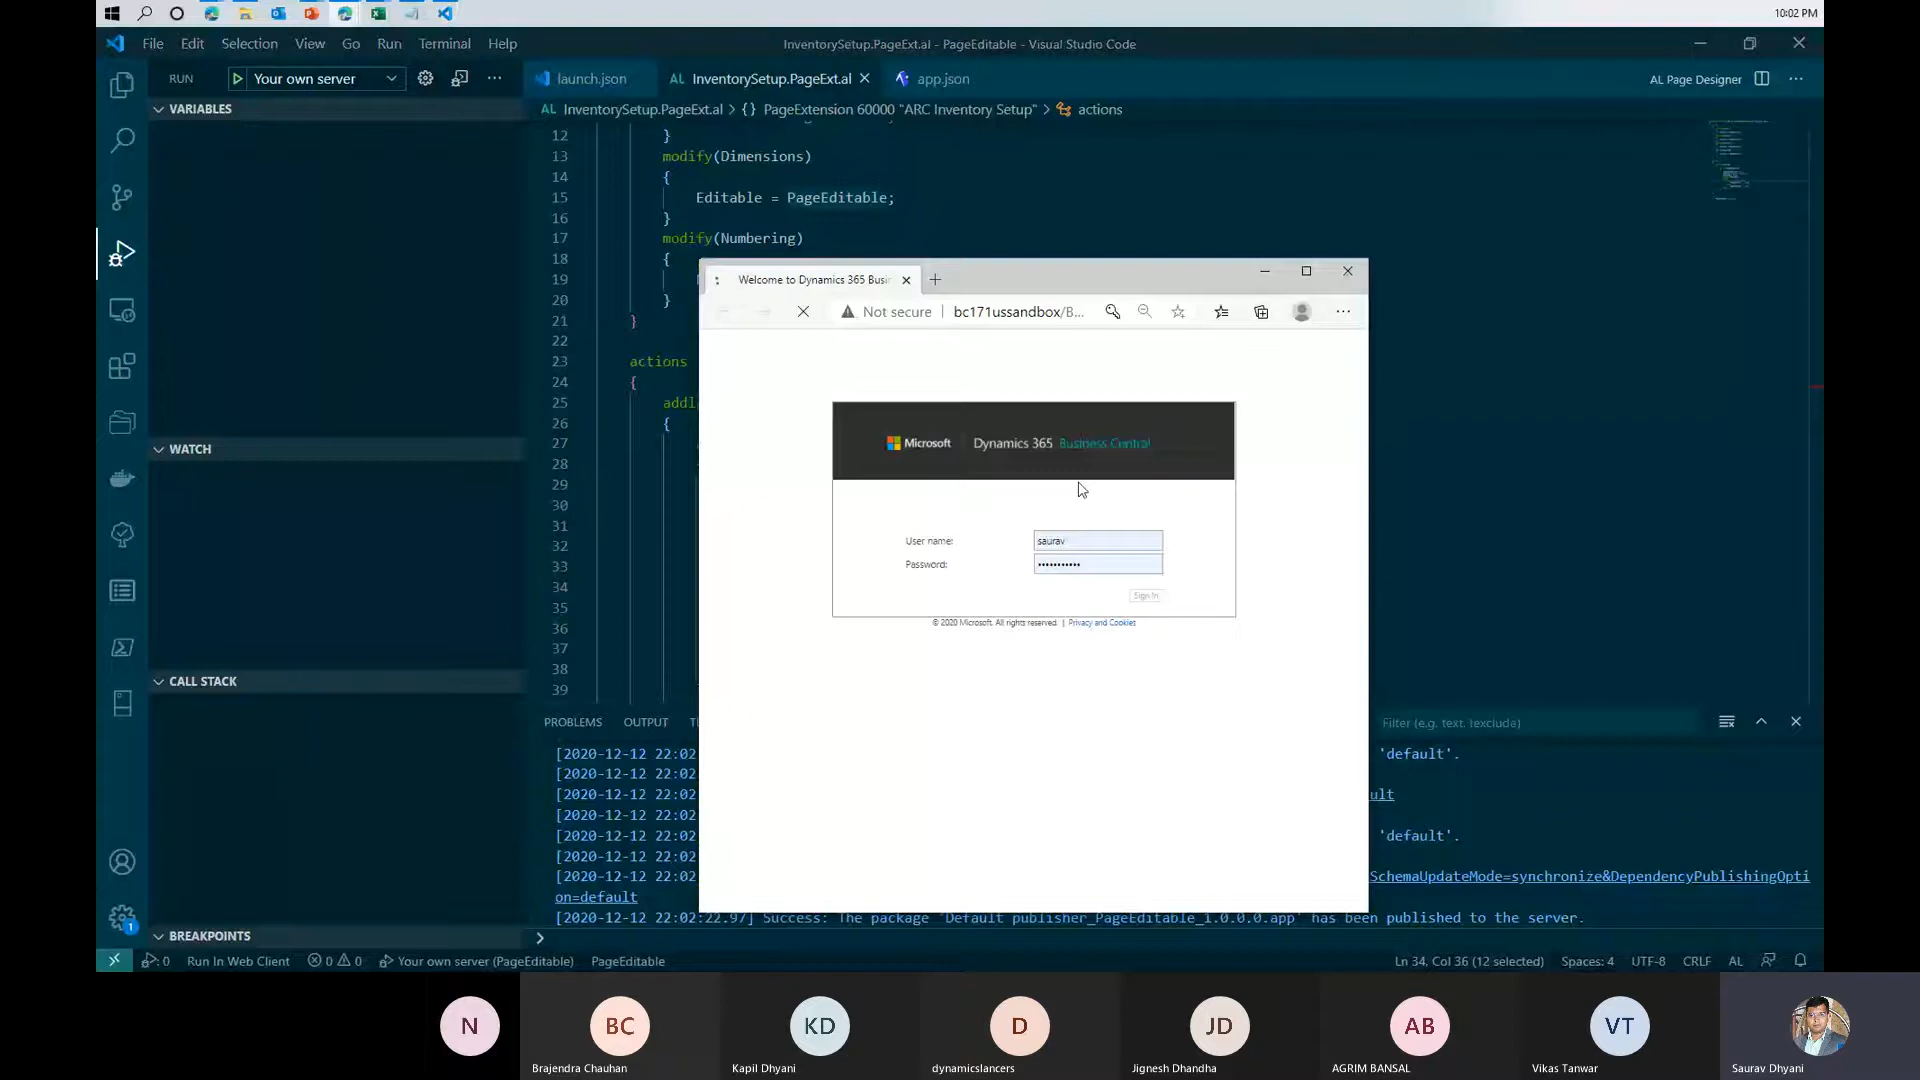 10:02 PM
File Edit Selection View Go Run Terminal Help
InventorySetup.PageExt.al - PageEditable - Visual Studio Code
RUN Your own server
launch.json
AL InventorySetup.PageExt.al
app.json
AL Page Designer
VARIABLES
AL InventorySetup.PageExt.al > {} PageExtension 60000 "ARC Inventory Setup" > actions
12 }
13 modify(Dimensions)
14 {
15 Editable = PageEditable;
16 }
17 modify(Numbering)
18 {
19
20 }
21 }
22
23 actions
24 {
25 addl
26 {
27
28
29
30
31
32
33
34
35
36
37
38
39
Welcome to Dynamics 365 Busi
Not secure bc171ussandbox/B...
Microsoft Dynamics 365 Business Central
User name: saurav
Password: •••••••••••
Sign In
© 2020 Microsoft. All rights reserved. | Privacy and Cookies
WATCH
CALL STACK
BREAKPOINTS
PROBLEMS OUTPUT
Filter (e.g. text, !exclude)
[2020-12-12 22:02 'default'.
[2020-12-12 22:02
[2020-12-12 22:02 ult
[2020-12-12 22:02
[2020-12-12 22:02 'default'.
[2020-12-12 22:02
[2020-12-12 22:02 SchemaUpdateMode=synchronize&DependencyPublishingOpti
on=default
[2020-12-12 22:02:22.97] Success: The package 'Default publisher_PageEditable_1.0.0.0.app' has been published to the server.
1
0 Run In Web Client 0 0 Your own server (PageEditable) PageEditable
Ln 34, Col 36 (12 selected) Spaces: 4 UTF-8 CRLF AL
N
BC
KD
D
JD
AB
VT
Brajendra Chauhan
Kapil Dhyani
dynamicslancers
Jignesh Dhandha
AGRIM BANSAL
Vikas Tanwar
Saurav Dhyani